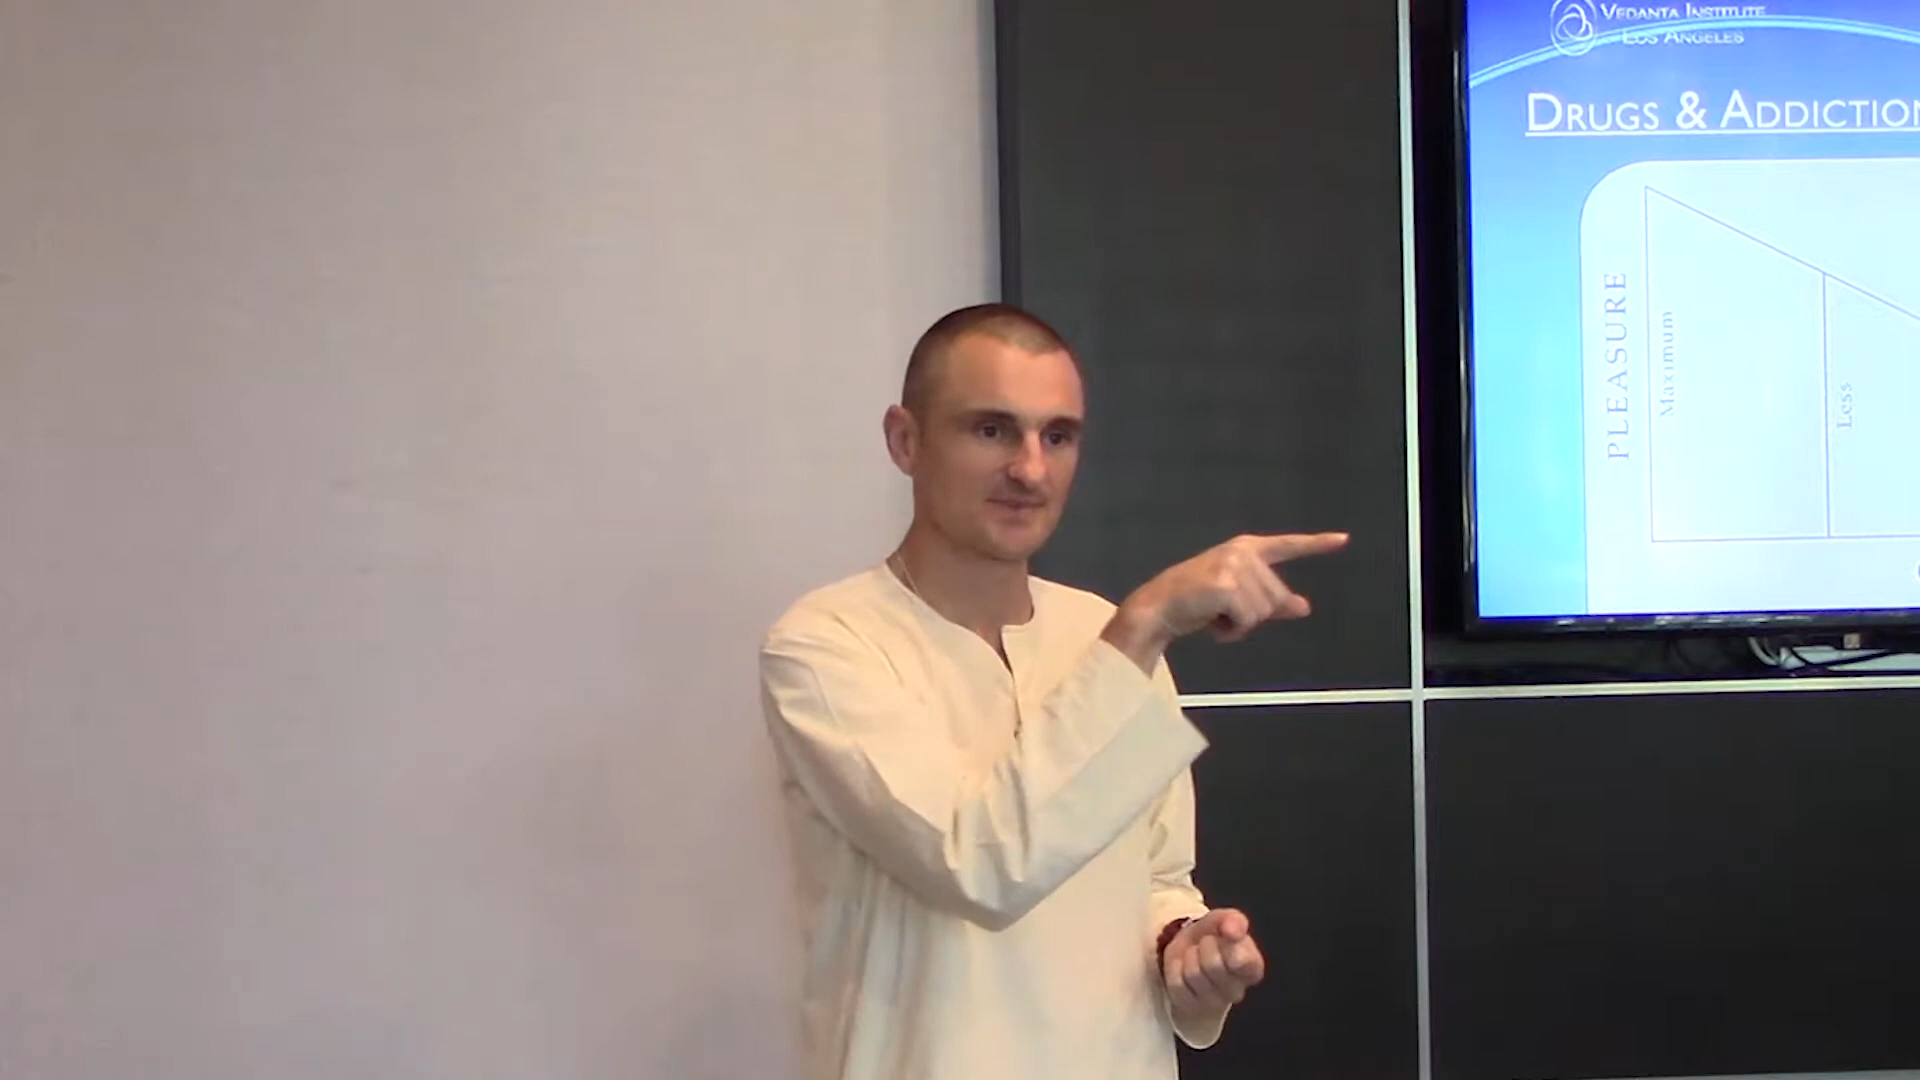 VEDANTA INSTITUTE
LOS ANGELES
DRUGS & ADDICTION
PLEASURE
Maximum
Less